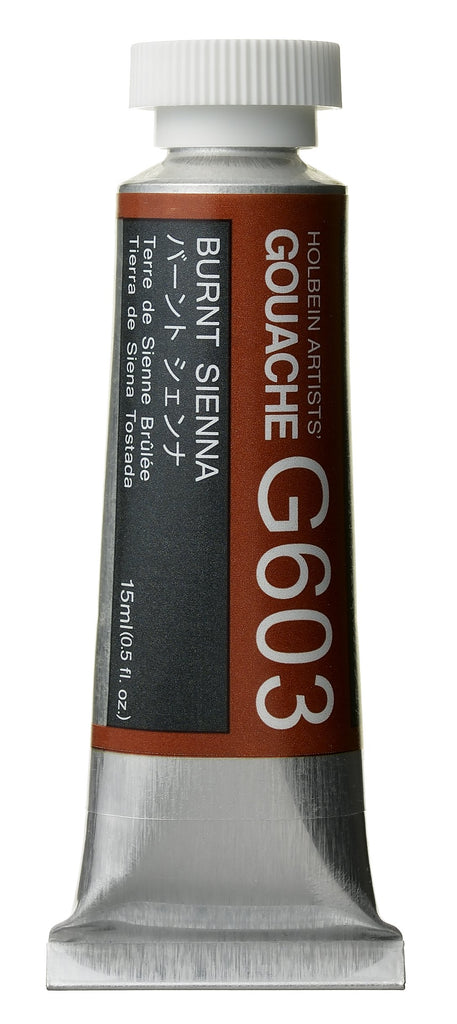 HOLBEIN ARTISTS'
GOUACHE G603
BURNT SIENNA
バーント シェンナ
Terre de Sienne Brûlée
Tierra de Siena Tostada
15ml(0.5 fl. oz.)